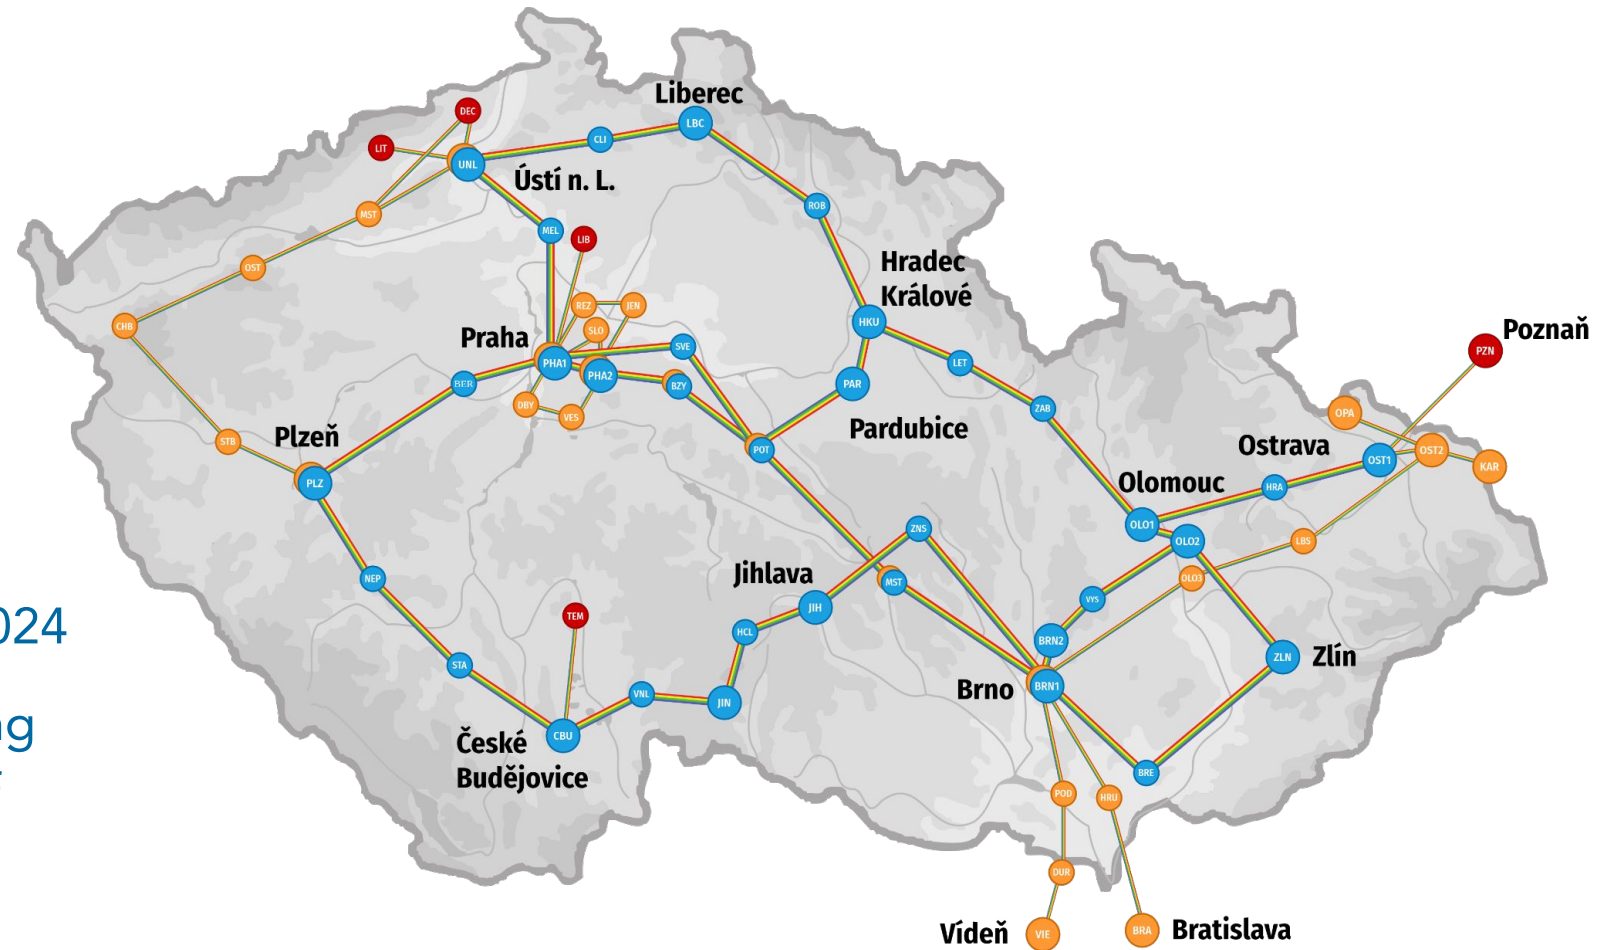 Liberec
LBC
DEC
LIT
CLI
UNL
Ústí n. L.
ROB
MST
MEL
LIB
OST
Hradec
Králové
REZ
JEN
HKU
CHB
SLO
Praha
SVE
Poznaň
PZN
PHA1
PHA2
LET
BER
BZY
PAR
DBY
VES
ZAB
OPA
Pardubice
Plzeň
STB
POT
Ostrava
OST1
OST2
KAR
PLZ
Olomouc
HRA
OLO1
ZNS
OLO2
LBS
Jihlava
NEP
MST
OLO3
VYS
JIH
TEM
024
HCL
BRN2
STA
ZLN
Zlín
Brno
BRN1
VNL
JIN
ng
České
Budějovice
CBU
BRE
POD
HRU
DUR
Vídeň
VIE
BRA
Bratislava